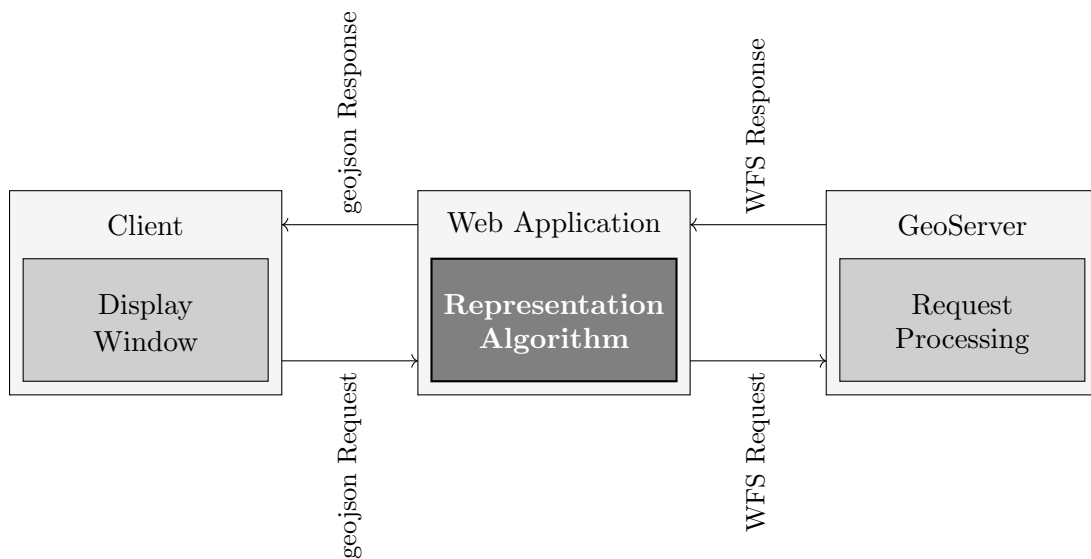 geojson Response
WFS Response
Client
Web Application
GeoServer
Display
Window
Representation
Algorithm
Request
Processing
geojson Request
WFS Request